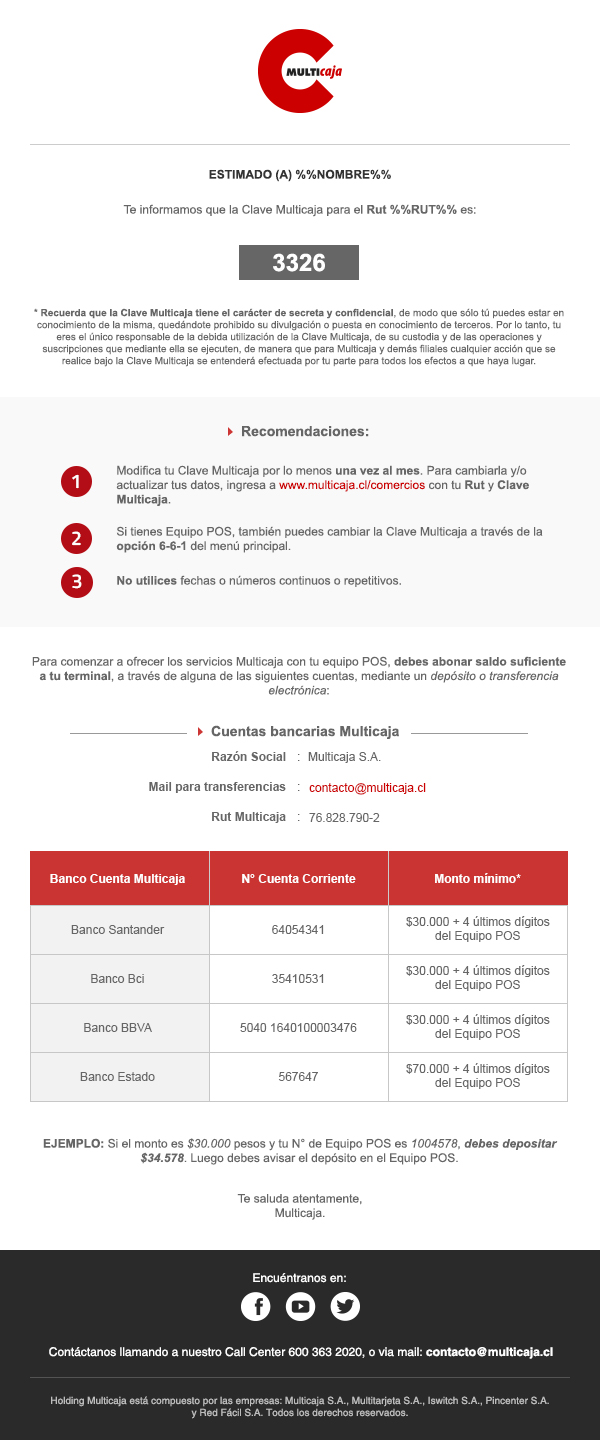 MULTIcaja
ESTIMADO (A) %%NOMBRE%%
Te informamos que la Clave Multicaja para el Rut %%RUT%% es:
3326
* Recuerda que la Clave Multicaja tiene el carácter de secreta y confidencial, de modo que sólo tú puedes estar en
conocimiento de la misma, quedándote prohibido su divulgación o puesta en conocimiento de terceros. Por lo tanto, tu
eres el único responsable de la debida utilización de la Clave Multicaja, de su custodia y de las operaciones y
suscripciones que mediante ella se ejecuten, de manera que para Multicaja y demás filiales cualquier acción que se
realice bajo la Clave Multicaja se entenderá efectuada por tu parte para todos los efectos a que haya lugar.
Recomendaciones:
1
Modifica tu Clave Multicaja por lo menos una vez al mes. Para cambiarla y/o
actualizar tus datos, ingresa a www.multicaja.cl/comercios con tu Rut y Clave
Multicaja.
2
Si tienes Equipo POS, también puedes cambiar la Clave Multicaja a través de la
opción 6-6-1 del menú principal.
3
No utilices fechas o números continuos o repetitivos.
Para comenzar a ofrecer los servicios Multicaja con tu equipo POS, debes abonar saldo suficiente
a tu terminal, a través de alguna de las siguientes cuentas, mediante un depósito o transferencia
electrónica:
Cuentas bancarias Multicaja
Razón Social : Multicaja S.A.
Mail para transferencias : contacto@multicaja.cl
Rut Multicaja : 76.828.790-2
Banco Cuenta Multicaja N° Cuenta Corriente Monto mínimo*
Banco Santander 64054341 $30.000 + 4 últimos dígitos
del Equipo POS
Banco Bci 35410531 $30.000 + 4 últimos dígitos
del Equipo POS
Banco BBVA 5040 1640100003476 $30.000 + 4 últimos dígitos
del Equipo POS
Banco Estado 567647 $70.000 + 4 últimos dígitos
del Equipo POS
EJEMPLO: Si el monto es $30.000 pesos y tu N° de Equipo POS es 1004578, debes depositar
$34.578. Luego debes avisar el depósito en el Equipo POS.
Te saluda atentamente,
Multicaja.
Encuéntranos en:
Contáctanos llamando a nuestro Call Center 600 363 2020, o via mail: contacto@multicaja.cl
Holding Multicaja está compuesto por las empresas: Multicaja S.A., Multitarjeta S.A., Iswitch S.A., Pincenter S.A.
y Red Fácil S.A. Todos los derechos reservados.